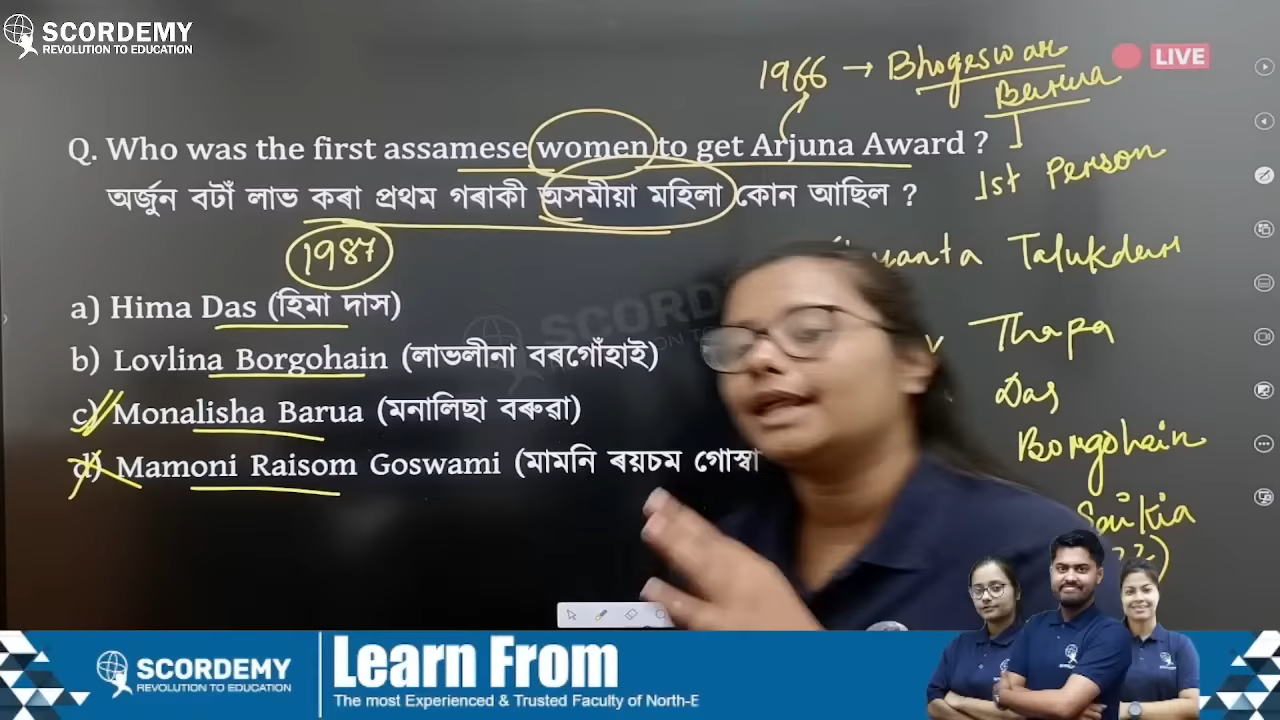 SCORDEMY
REVOLUTION TO EDUCATION
1966 → Bhogeswar
Barua
LIVE
1st Person
Q. Who was the first assamese women to get Arjuna Award ?
অৰ্জুন বটাঁ লাভ কৰা প্ৰথম গৰাকী অসমীয়া মহিলা কোন আছিল ?
1987
Talukdar
a) Hima Das (হিমা দাস)
Thapa
b) Lovlina Borgohain (লাভলীনা বৰগোঁহাই)
Das
c) Monalisha Barua (মনালিছা বৰুৱা)
Borgohain
d) Mamoni Raisom Goswami (মামনি ৰয়চম গোস্বা
Saikia
SCORDEMY
REVOLUTION TO EDUCATION
Learn From
The most Experienced & Trusted Faculty of North-E